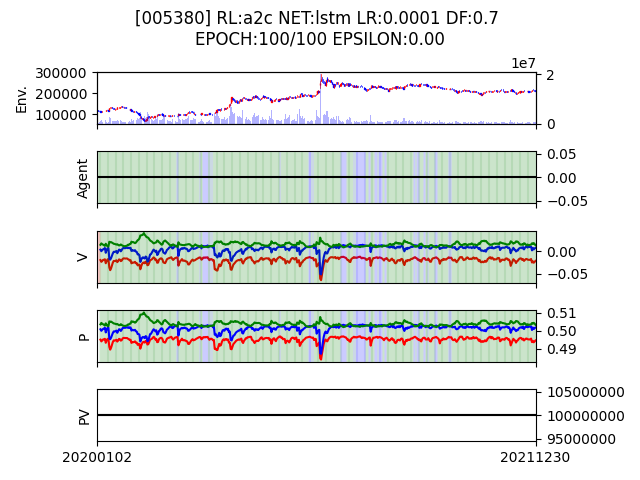 [005380] RL:a2c NET:lstm LR:0.0001 DF:0.7
EPOCH:100/100 EPSILON:0.00
1e7
300000
200000
100000
Env.
2
0
Agent
0.05
0.00
−0.05
V
0.00
−0.05
P
0.51
0.50
0.49
PV
105000000
100000000
95000000
20200102
20211230